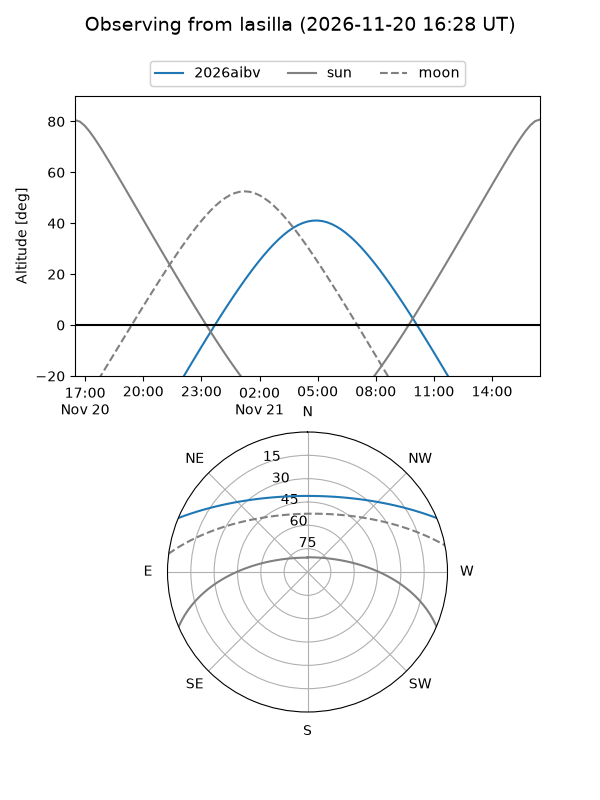 Observing from lasilla (2026-11-20 16:28 UT)
2026aibv sun moon
Altitude [deg]
80
60
40
20
0
−20
17:00 20:00 23:00 02:00 05:00 08:00 11:00 14:00
Nov 20 Nov 21
N
NE NW
15
30
45
60
75
E W
SE SW
S